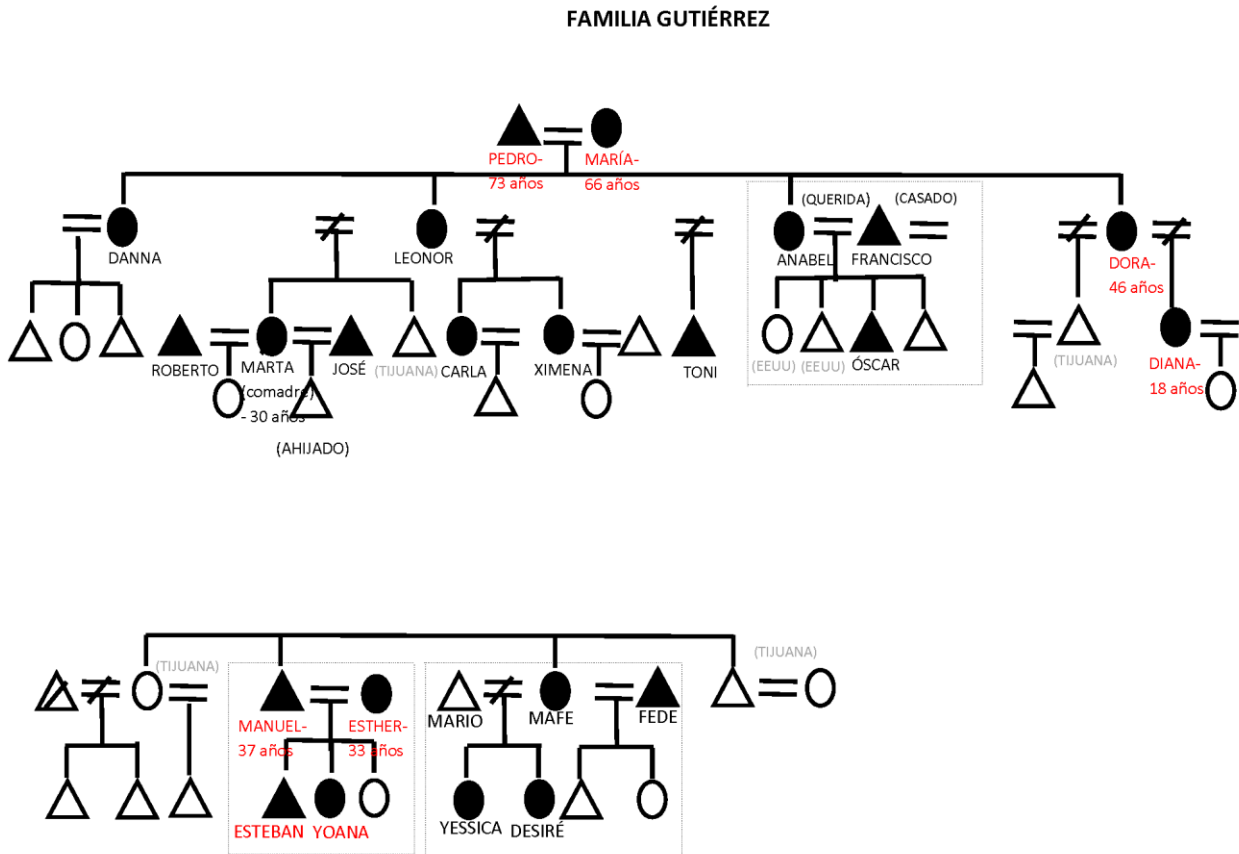 FAMILIA GUTIÉRREZ
PEDRO- MARÍA-
73 años 66 años
(QUERIDA) (CASADO)
DANNA LEONOR ANABEL FRANCISCO DORA-
46 años
ROBERTO MARTA JOSÉ (TIJUANA) CARLA XIMENA TONI (EEUU) (EEUU) ÓSCAR (TIJUANA) DIANA-
(comadre) 18 años
- 30 años
(AHIJADO)
(TIJUANA) (TIJUANA)
MANUEL- ESTHER- MARIO MAFE FEDE
37 años 33 años
ESTEBAN YOANA YESSICA DESIRÉ